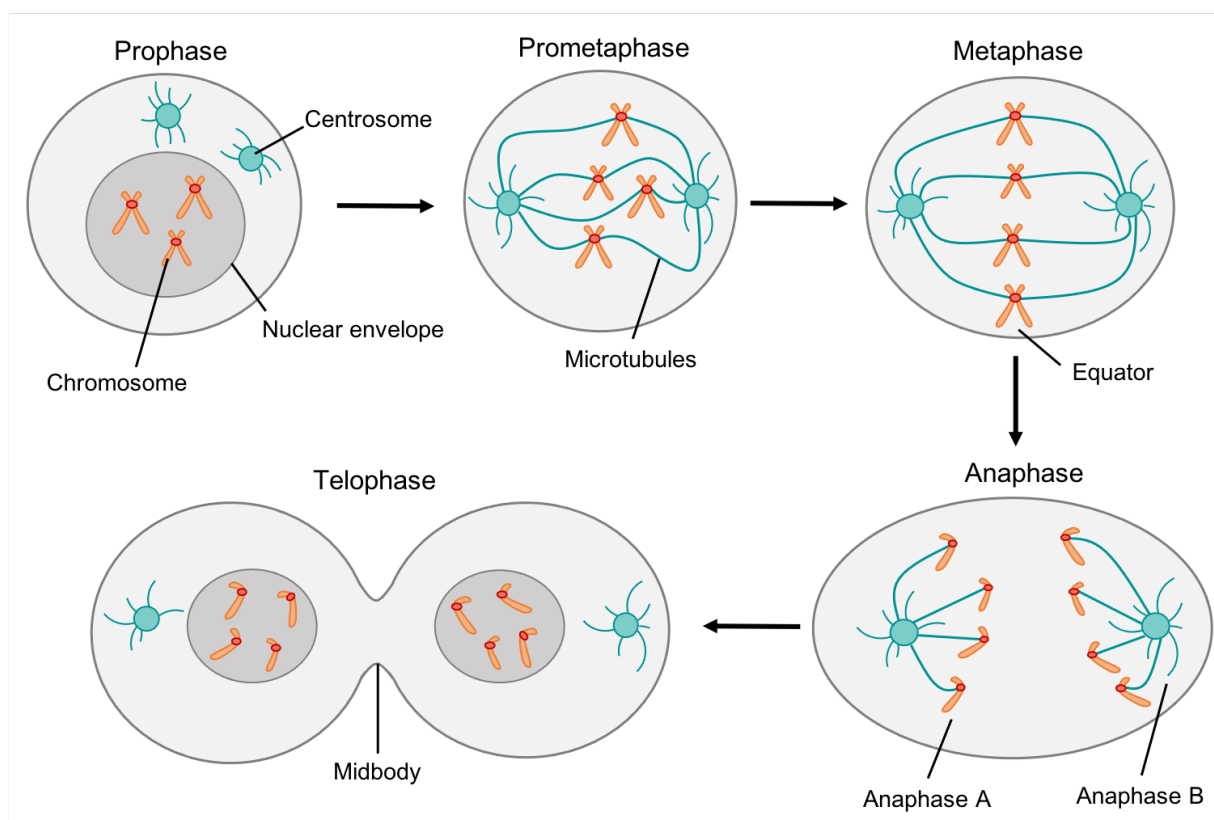 Prophase
Prometaphase
Metaphase
Centrosome
Nuclear envelope
Chromosome
Microtubules
Equator
Telophase
Anaphase
Midbody
Anaphase A
Anaphase B